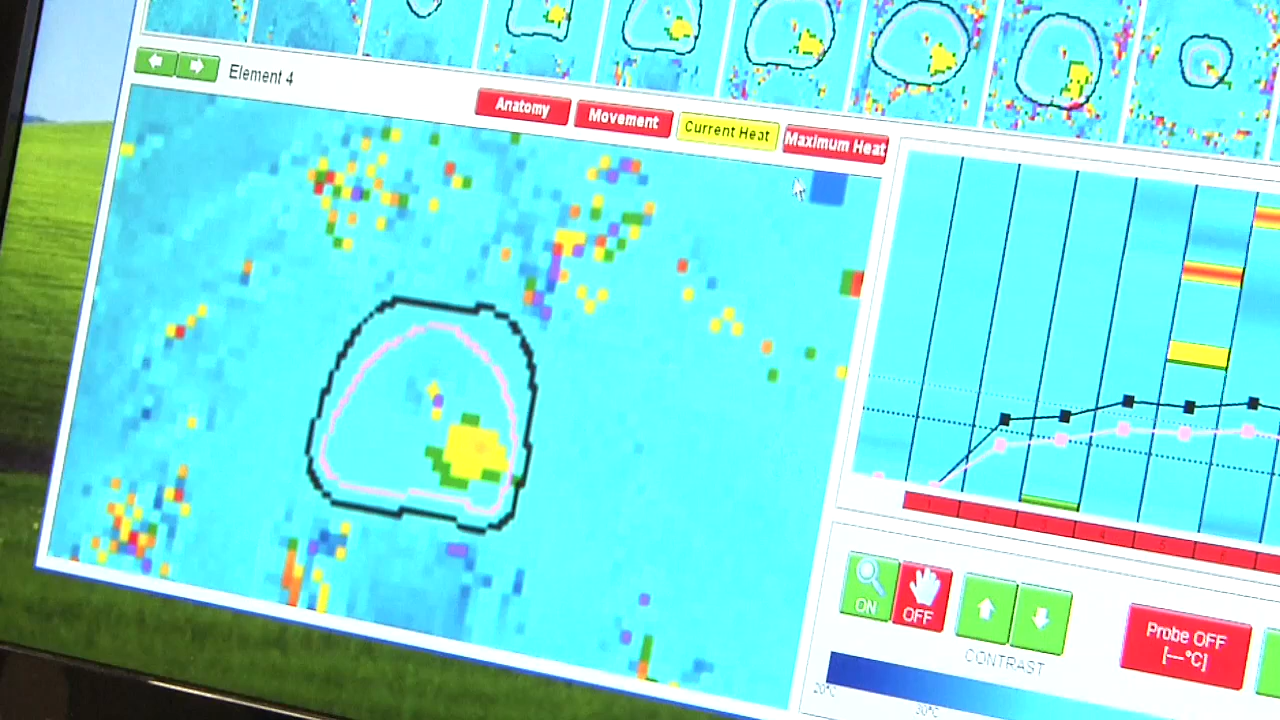 Element 4
Anatomy
Movement
Current Heat
Maximum Heat
ON
OFF
CONTRAST
Probe OFF
[---°C]
20°C
30°C